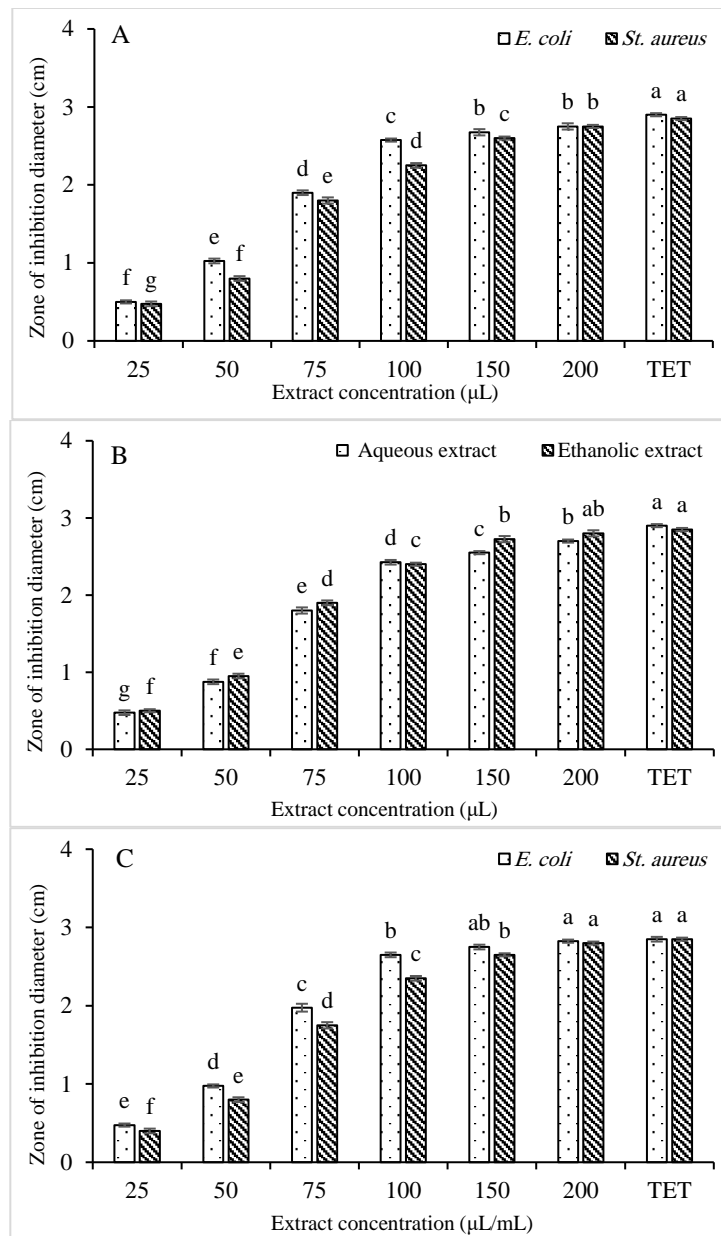 A
E. coli
St. aureus
Zone of inhibition diameter (cm)
4
3
2
1
0
f g e f d e c d b c b b a a
25 50 75 100 150 200 TET
Extract concentration (µL)
B
Aqueous extract
Ethanolic extract
Zone of inhibition diameter (cm)
4
3
2
1
0
g f f e e d d c c b b ab a a
25 50 75 100 150 200 TET
Extract concentration (µL)
C
E. coli
St. aureus
Zone of inhibition diameter (cm)
4
3
2
1
0
e f d e c d b c ab b a a a a
25 50 75 100 150 200 TET
Extract concentration (µL/mL)